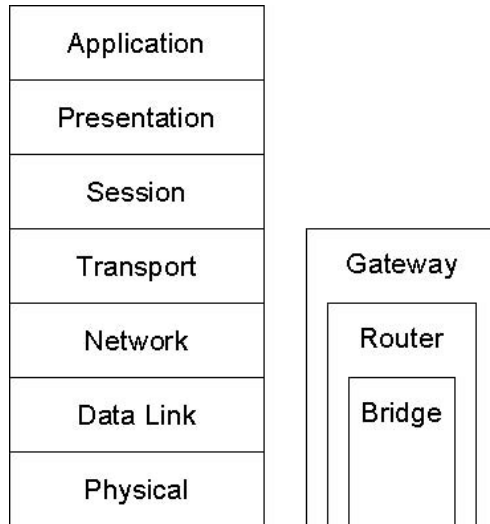 Application
Presentation
Session
Transport
Network
Data Link
Physical
Gateway
Router
Bridge